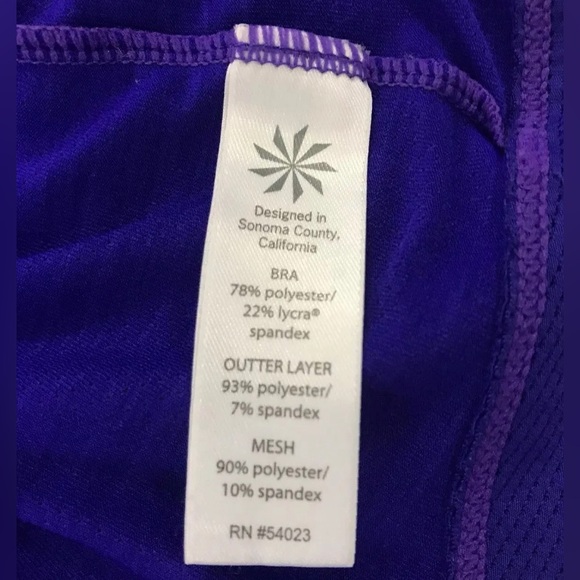 Designed in
Sonoma County,
California
BRA
78% polyester/
22% lycra®
spandex
OUTTER LAYER
93% polyester/
7% spandex
MESH
90% polyester/
10% spandex
RN #54023